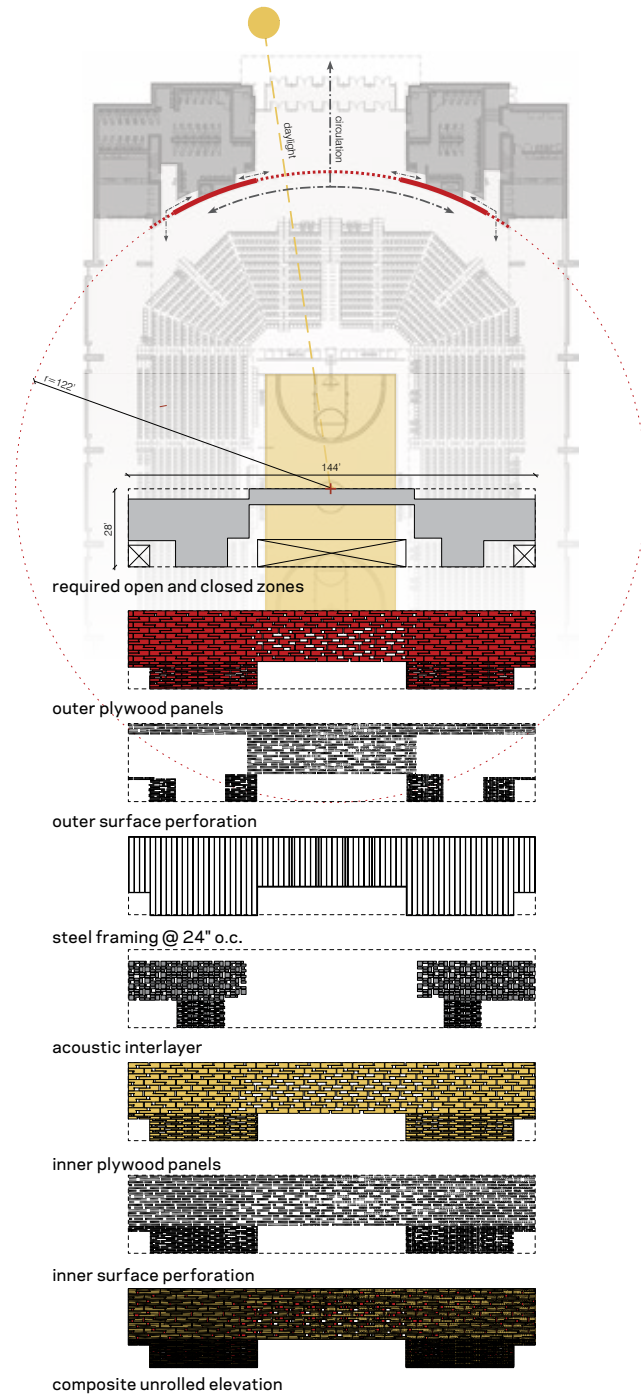 daylight
circulation
r=122'
144'
28'
required open and closed zones
outer plywood panels
outer surface perforation
steel framing @ 24" o.c.
acoustic interlayer
inner plywood panels
inner surface perforation
composite unrolled elevation